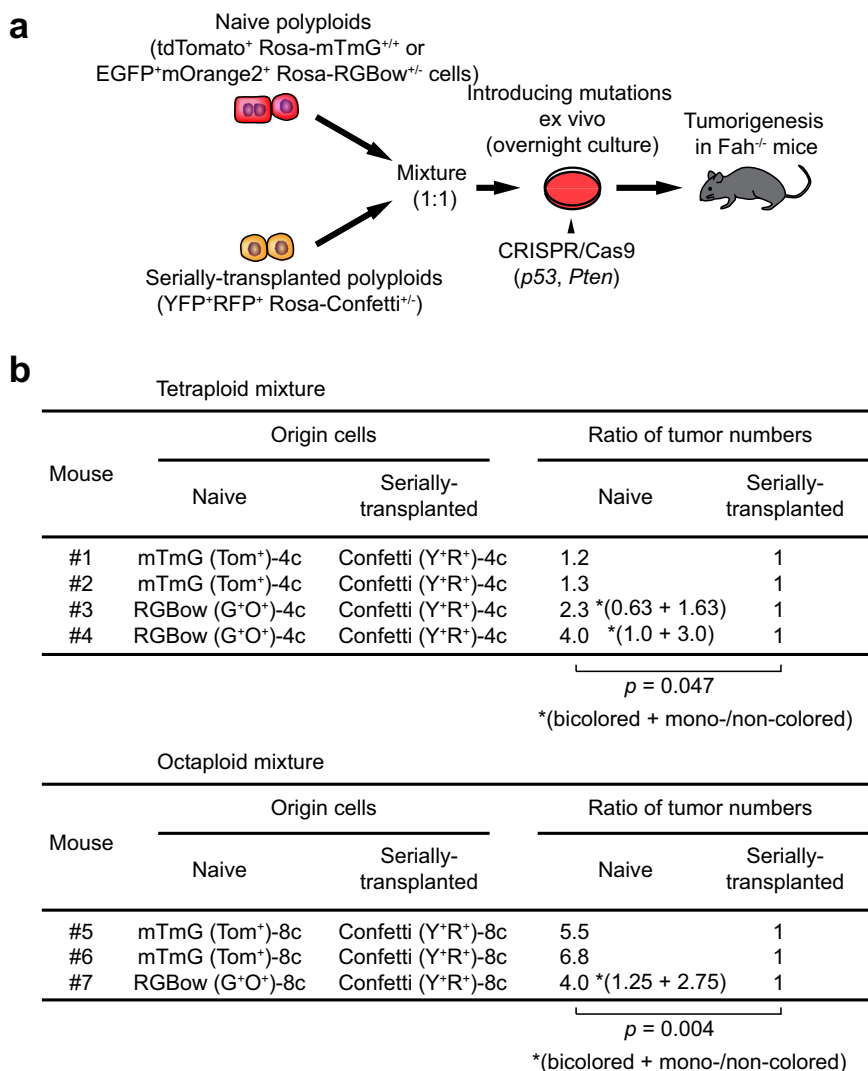 a
Naive polyploids
(tdTomato⁺ Rosa-mTmG⁺/⁺ or
EGFP⁺mOrange2⁺ Rosa-RGBow⁺/⁻ cells)
Serially-transplanted polyploids
(YFP⁺RFP⁺ Rosa-Confetti⁺/⁻)
Mixture
(1:1)
Introducing mutations
ex vivo
(overnight culture)
CRISPR/Cas9
(p53, Pten)
Tumorigenesis
in Fah⁻/⁻ mice
b
Tetraploid mixture
Mouse Origin cells Ratio of tumor numbers
Naive Serially-transplanted Naive Serially-transplanted
#1 mTmG (Tom⁺)-4c Confetti (Y⁺R⁺)-4c 1.2 1
#2 mTmG (Tom⁺)-4c Confetti (Y⁺R⁺)-4c 1.3 1
#3 RGBow (G⁺O⁺)-4c Confetti (Y⁺R⁺)-4c 2.3 *(0.63 + 1.63) 1
#4 RGBow (G⁺O⁺)-4c Confetti (Y⁺R⁺)-4c 4.0 *(1.0 + 3.0) 1
p = 0.047
*(bicolored + mono-/non-colored)
Octaploid mixture
Mouse Origin cells Ratio of tumor numbers
Naive Serially-transplanted Naive Serially-transplanted
#5 mTmG (Tom⁺)-8c Confetti (Y⁺R⁺)-8c 5.5 1
#6 mTmG (Tom⁺)-8c Confetti (Y⁺R⁺)-8c 6.8 1
#7 RGBow (G⁺O⁺)-8c Confetti (Y⁺R⁺)-8c 4.0 *(1.25 + 2.75) 1
p = 0.004
*(bicolored + mono-/non-colored)